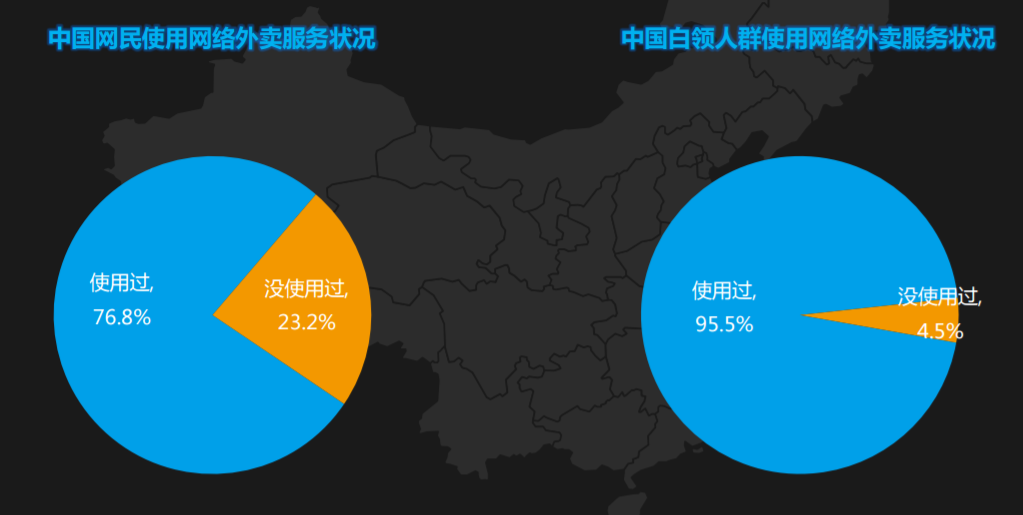 中国网民使用网络外卖服务状况
中国白领人群使用网络外卖服务状况
使用过,
76.8%
没使用过,
23.2%
使用过,
95.5%
没使用过,
4.5%